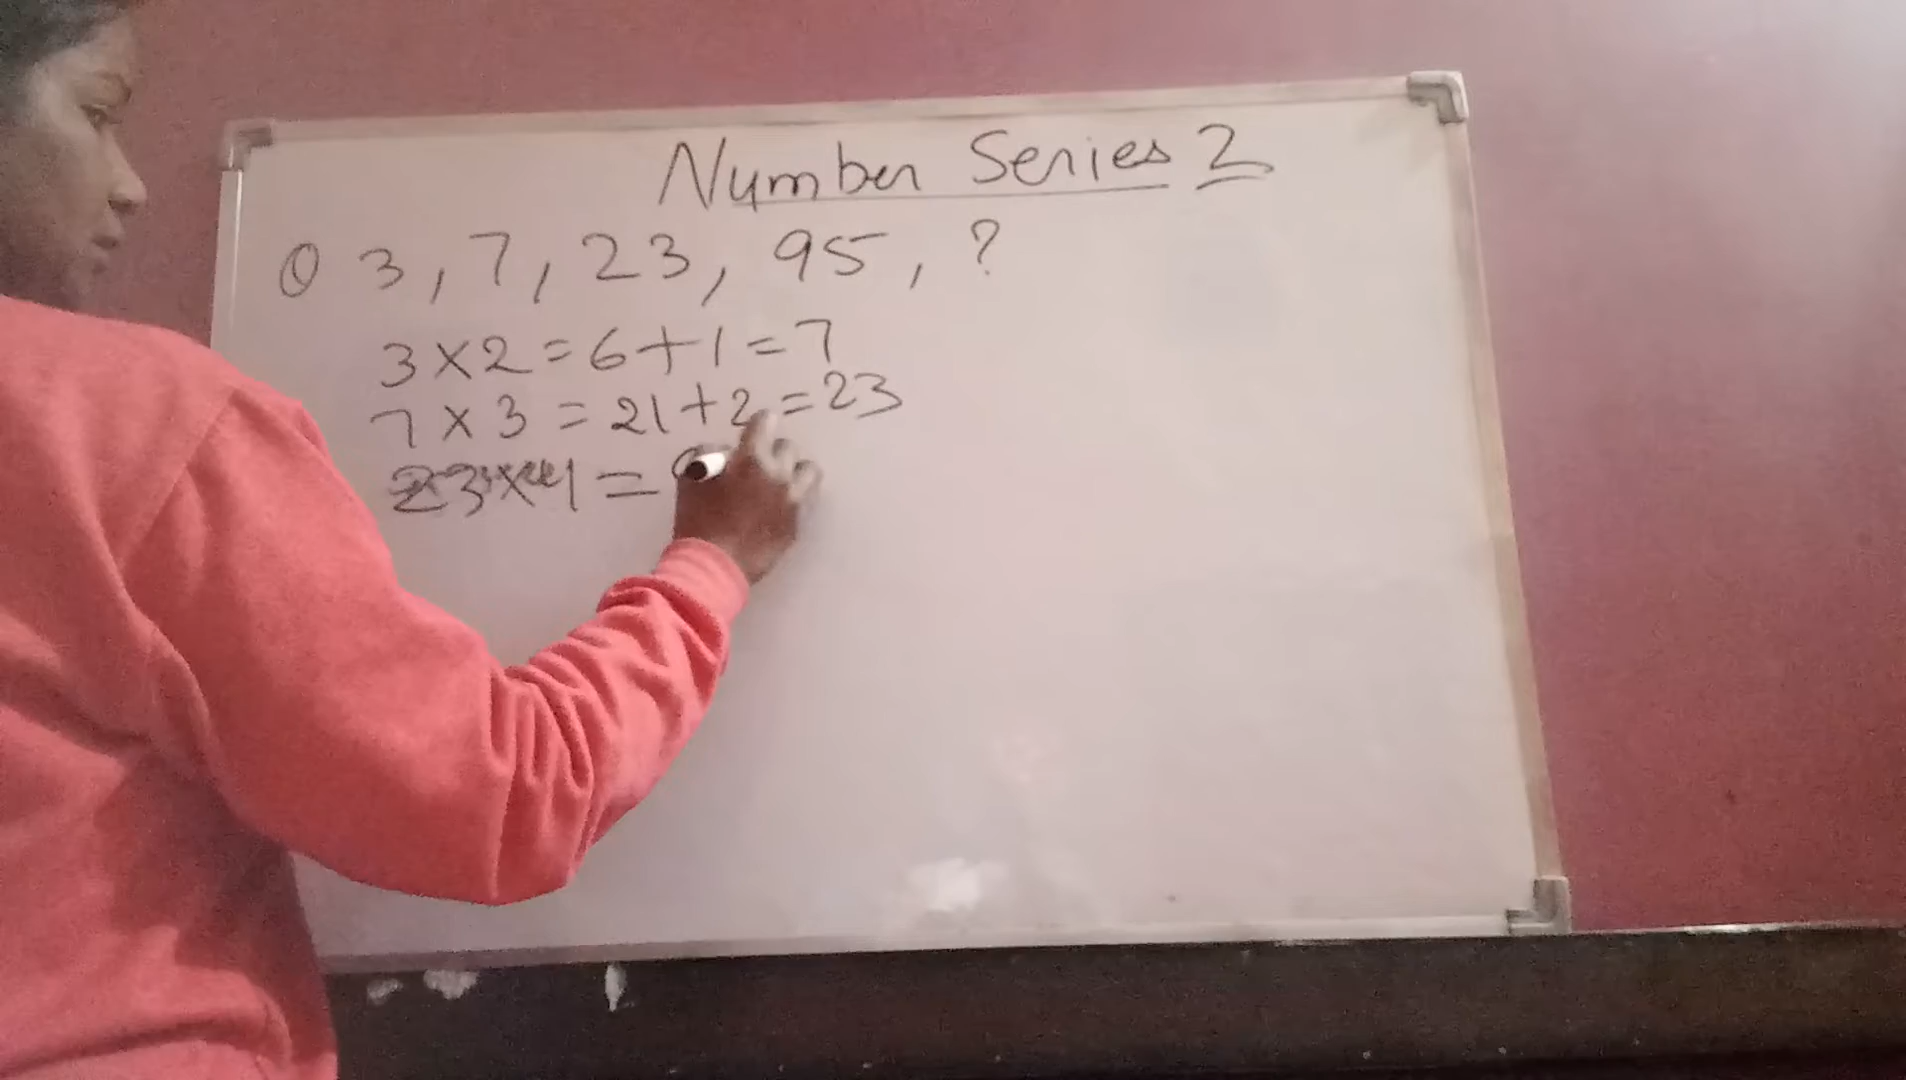 Number Series 2
Q 3, 7, 23, 95, ?
3×2=6+1=7
7×3=21+2=23
23×4=